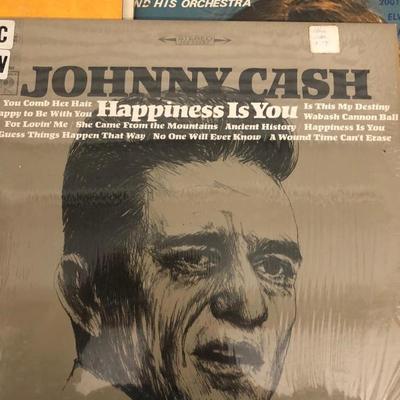 ND HIS ORCHESTRA
2001
EL
C
STEREO
JOHNNY CASH
You Comb Her Hair
Happiness Is You
Is This My Destiny
appy to Be With You
Wabash Cannon Ball
For Lovin' Me / She Came From the Mountains / Ancient History / Happiness Is You
Guess Things Happen That Way / No One Will Ever Know / A Wound Time Can't Erase